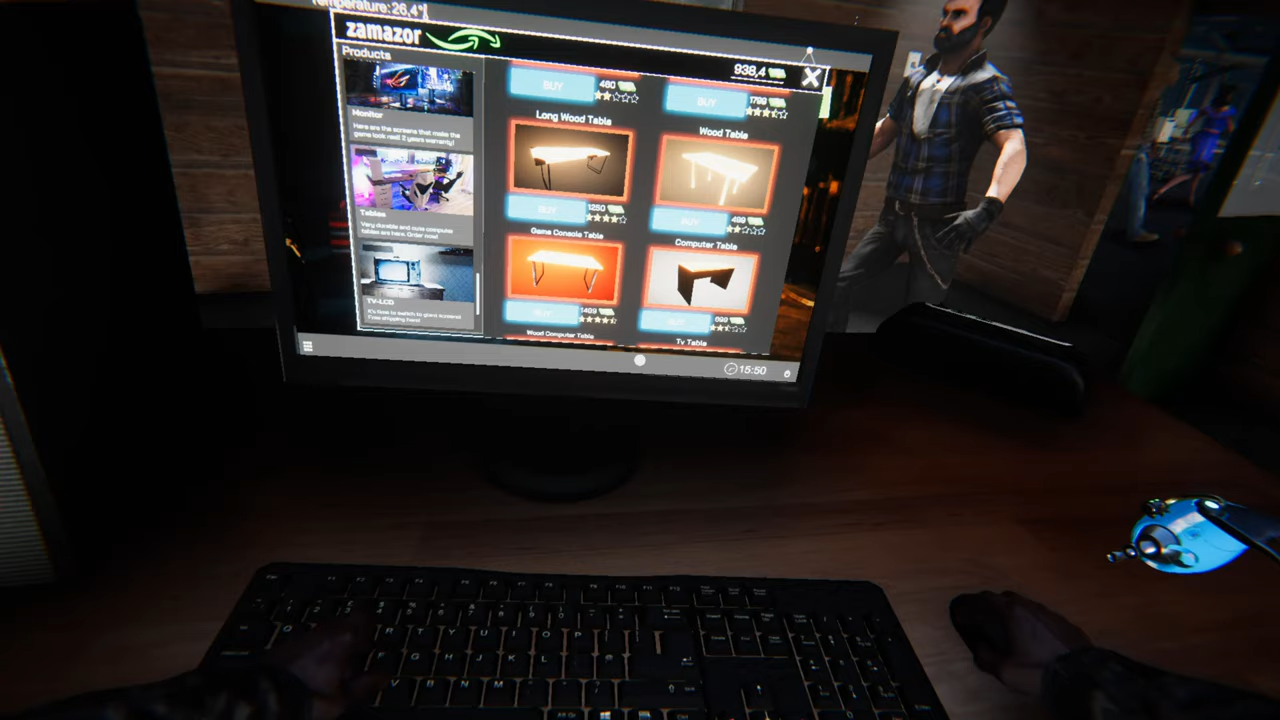 Temperature: 26,4°
zamazor
938,4
Products
Monitor
Here are the screens that make the
game look real! 2 years warranty!
Tables
Very durable and cute computer
tables are here. Order now!
TV-LCD
It's time to switch to giant screens!
Free shipping here!
BUY
460
BUY
1799
Long Wood Table
BUY
1250
Wood Table
BUY
499
Game Console Table
BUY
1499
Computer Table
BUY
699
Wood Computer Table
Tv Table
15:50